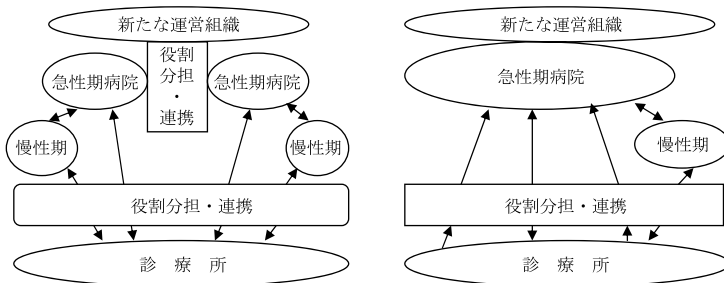 新たな運営組織
役割
分担
・
連携
急性期病院
急性期病院
慢性期
慢性期
役割分担・連携
診 療 所
新たな運営組織
急性期病院
慢性期
役割分担・連携
診 療 所